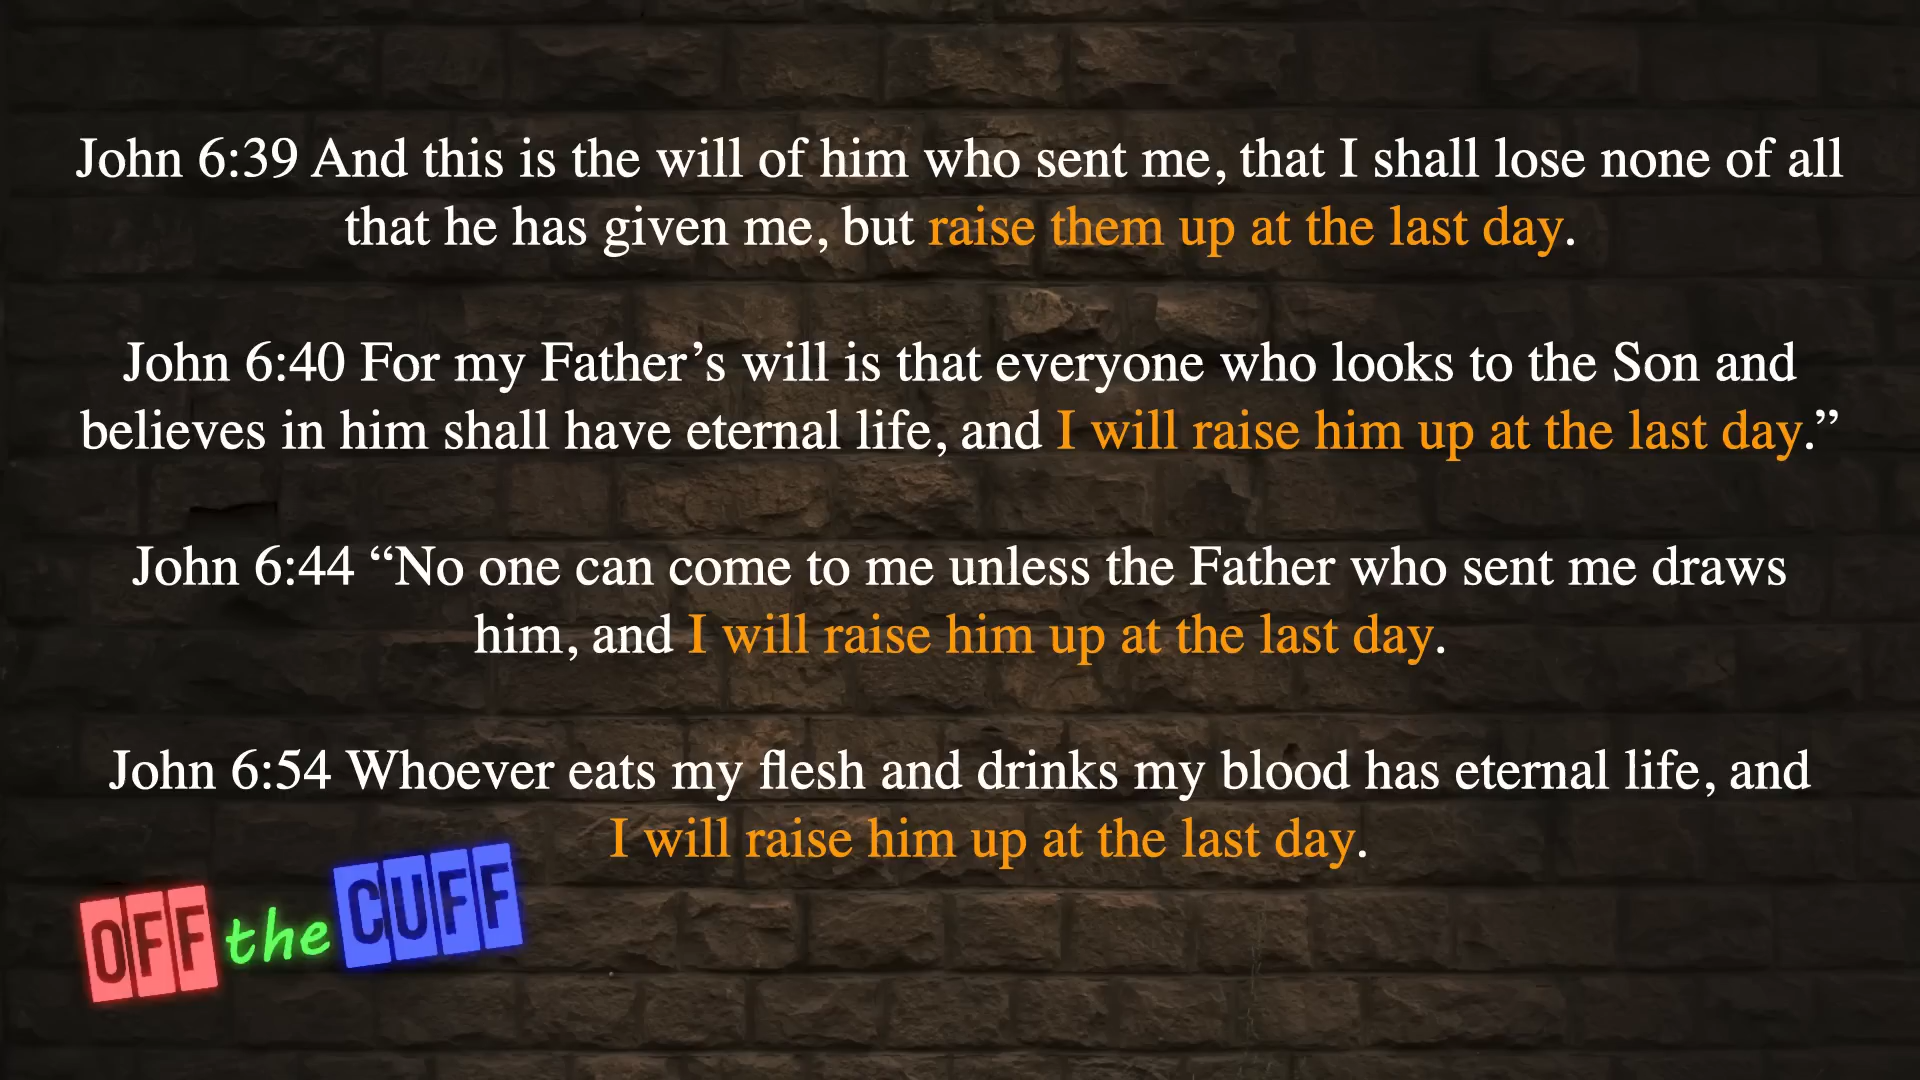 John 6:39 And this is the will of him who sent me, that I shall lose none of all
that he has given me, but raise them up at the last day.
John 6:40 For my Father’s will is that everyone who looks to the Son and
believes in him shall have eternal life, and I will raise him up at the last day.”
John 6:44 “No one can come to me unless the Father who sent me draws
him, and I will raise him up at the last day.
John 6:54 Whoever eats my flesh and drinks my blood has eternal life, and
I will raise him up at the last day.
OFF the CUFF